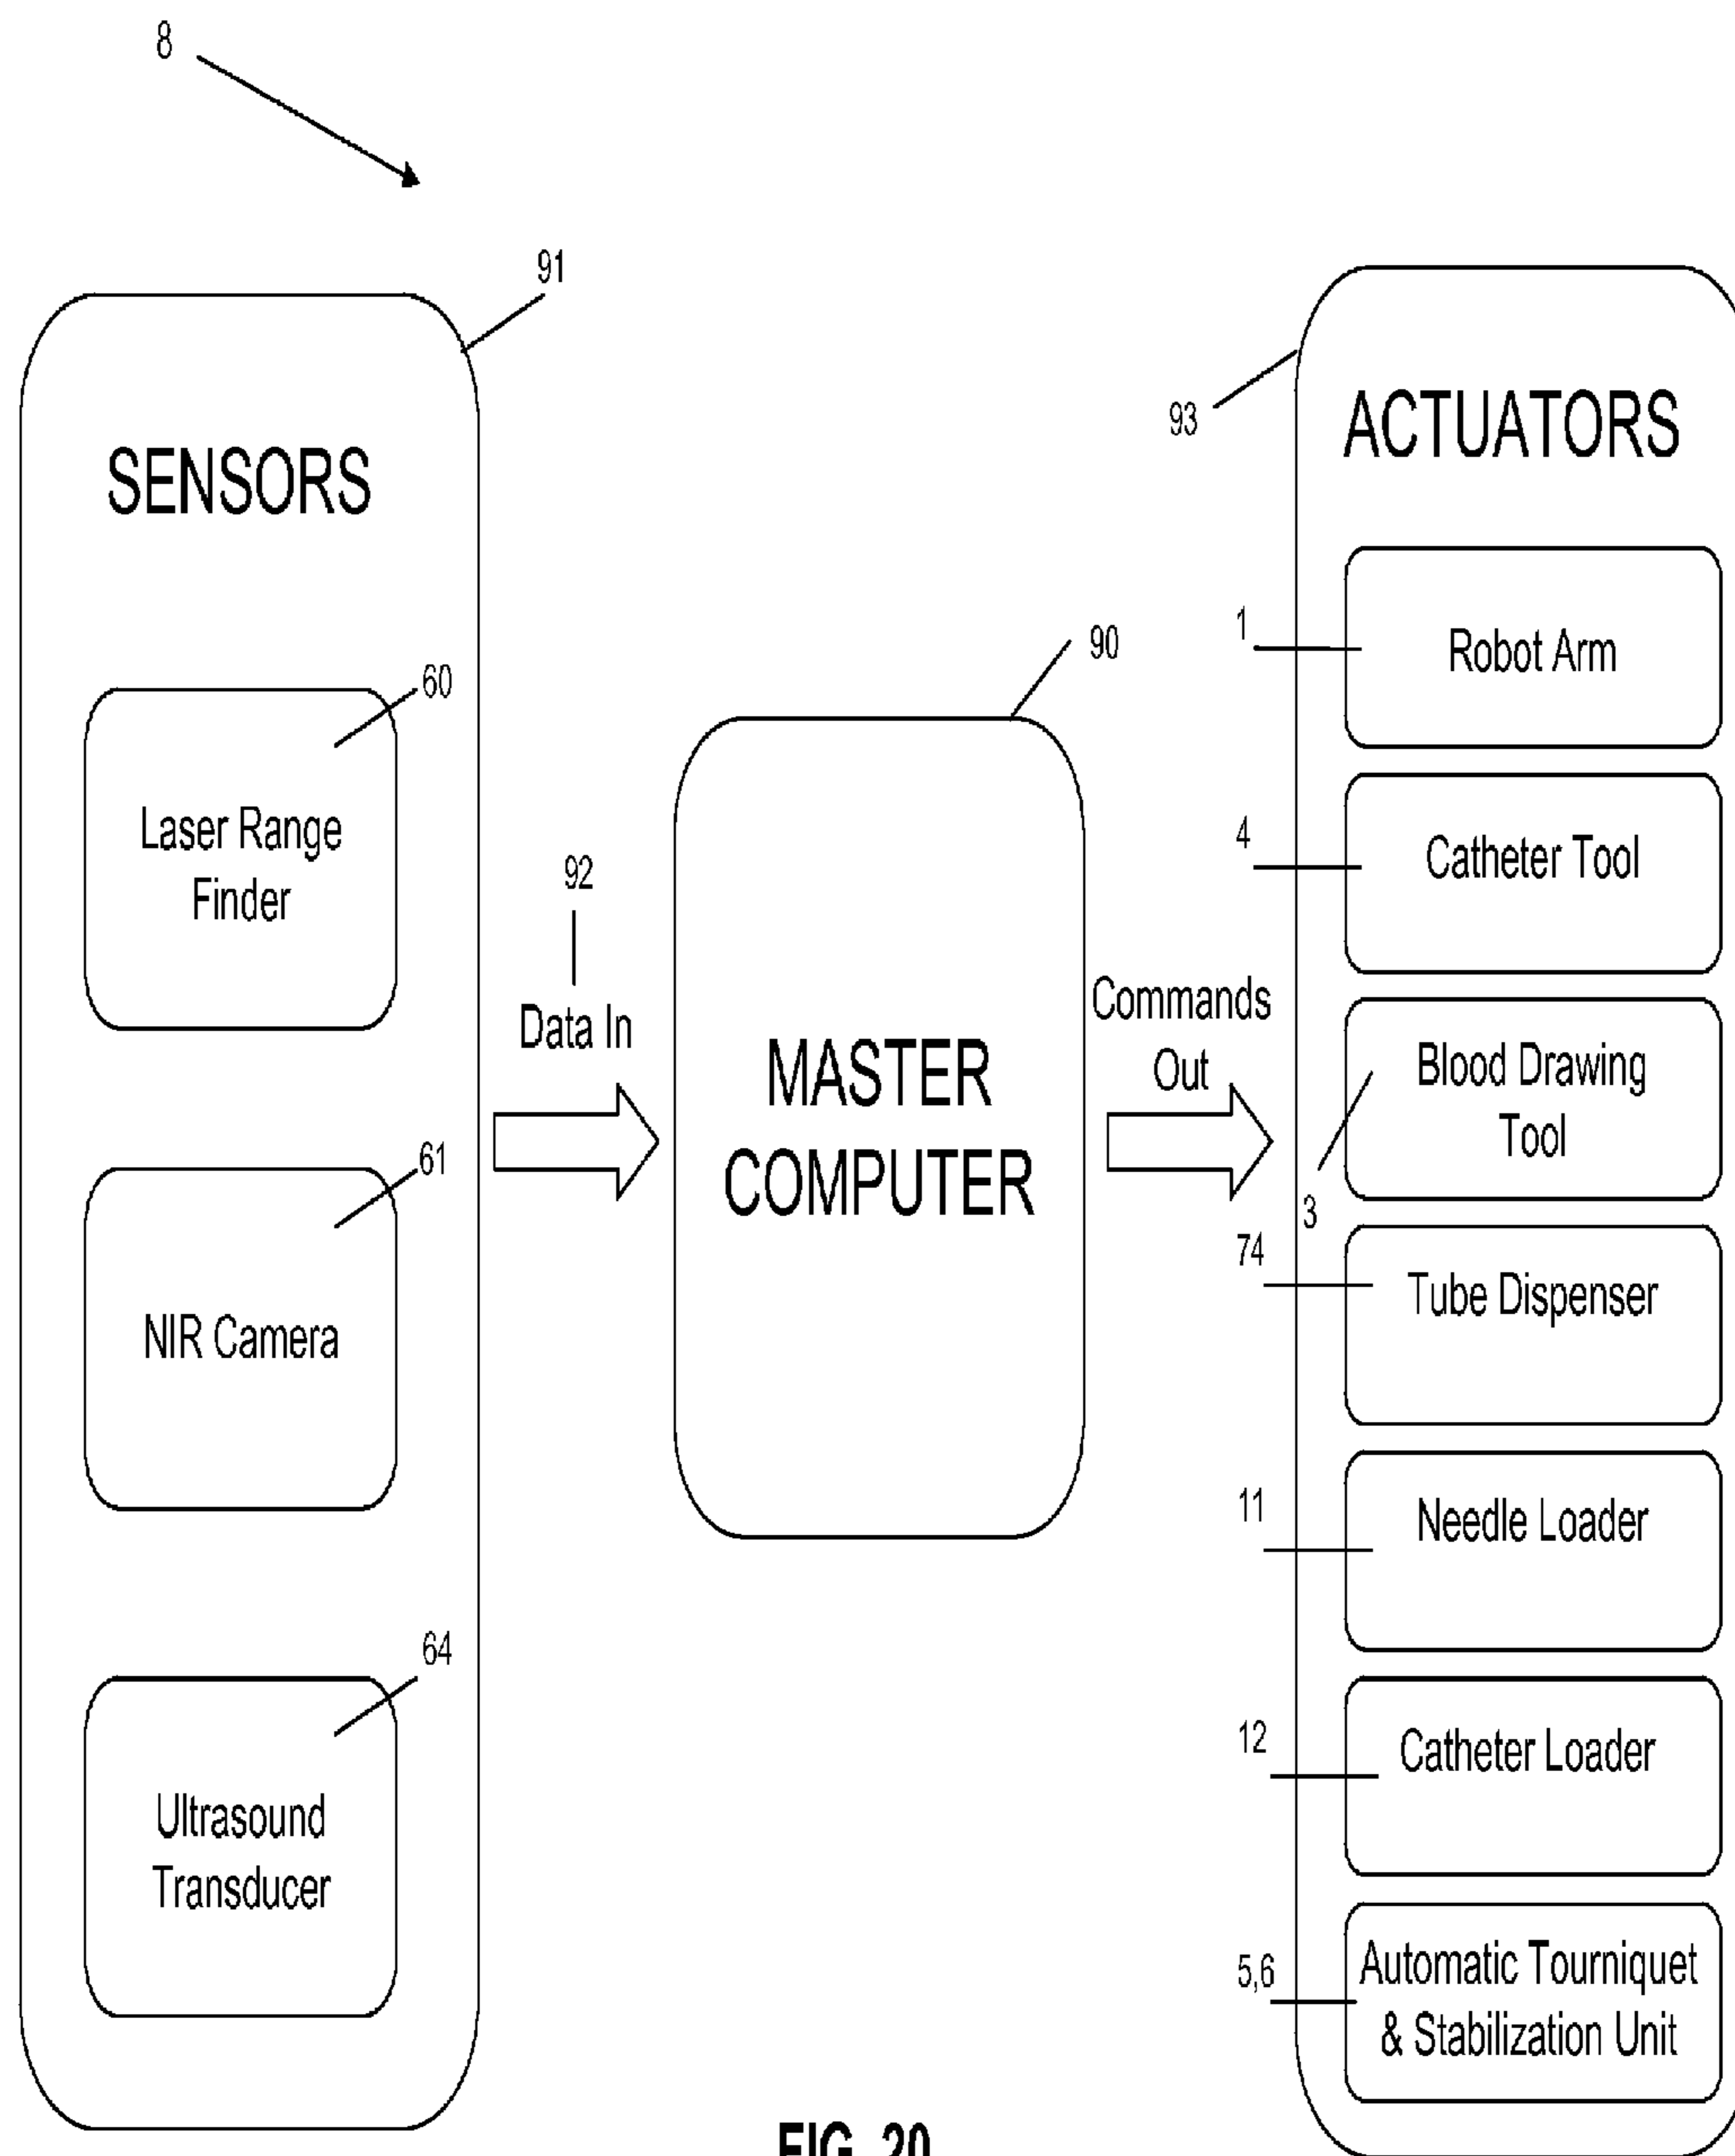 8
91
SENSORS
60
Laser Range
Finder
61
NIR Camera
64
Ultrasound
Transducer
92
Data In
90
MASTER
COMPUTER
Commands
Out
93
ACTUATORS
1
Robot Arm
4
Catheter Tool
3
Blood Drawing
Tool
74
Tube Dispenser
11
Needle Loader
12
Catheter Loader
5,6
Automatic Tourniquet
& Stabilization Unit
FIG. 20